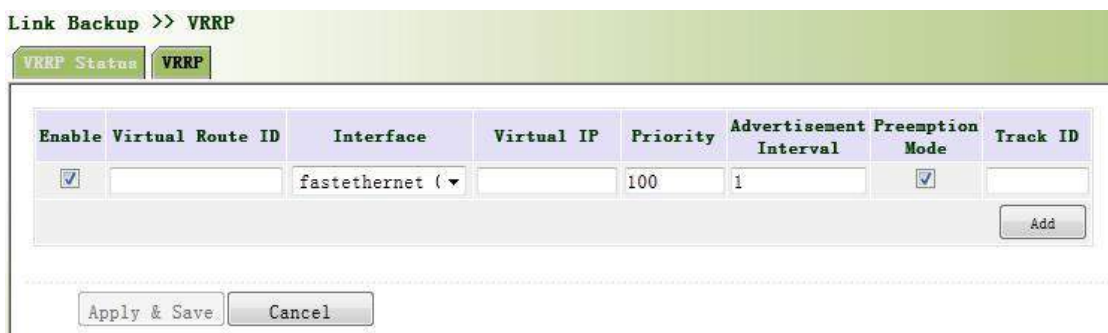 Link Backup >> VRRP
VRRP Status VRRP
Enable Virtual Route ID Interface Virtual IP Priority Advertisement Interval Preemption Mode Track ID
fastethernet ( 100 1
Add
Apply & Save Cancel